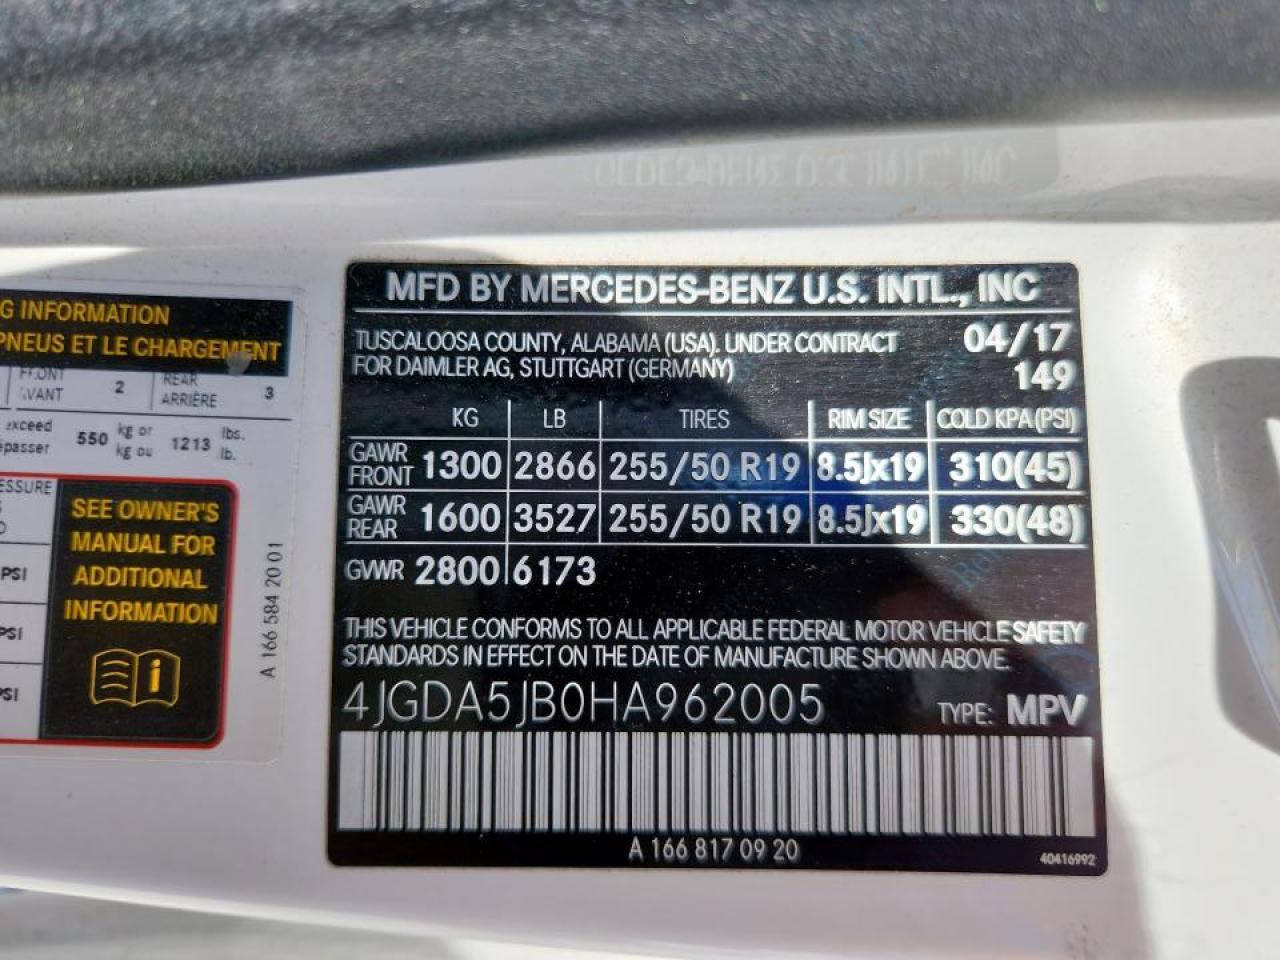 G INFORMATION
PNEUS ET LE CHARGEMENT
FRONT
AVANT
2
REAR
ARRIÈRE
3
exceed
épasser
550
kg or
kg ou
1213
lbs.
lb.
ESSURE
PSI
PSI
PSI
SEE OWNER'S
MANUAL FOR
ADDITIONAL
INFORMATION
A 166 584 20 01
MFD BY MERCEDES-BENZ U.S. INTL., INC
TUSCALOOSA COUNTY, ALABAMA (USA). UNDER CONTRACT 04/17
FOR DAIMLER AG, STUTTGART (GERMANY) 149
KG LB TIRES RIM SIZE COLD KPA(PSI)
GAWR FRONT 1300 2866 255/50 R19 8.5Jx19 310(45)
GAWR REAR 1600 3527 255/50 R19 8.5Jx19 330(48)
GVWR 2800 6173
THIS VEHICLE CONFORMS TO ALL APPLICABLE FEDERAL MOTOR VEHICLE SAFETY
STANDARDS IN EFFECT ON THE DATE OF MANUFACTURE SHOWN ABOVE.
4JGDA5JB0HA962005 TYPE: MPV
A 166 817 09 20
40416992